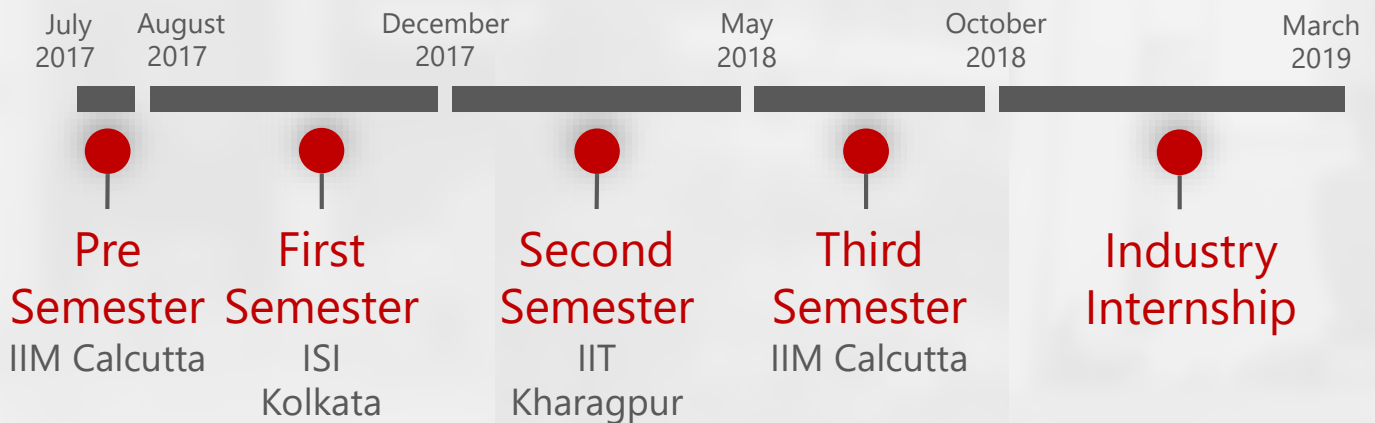 July
2017
August
2017
December
2017
May
2018
October
2018
March
2019
Pre
Semester
IIM Calcutta
First
Semester
ISI
Kolkata
Second
Semester
IIT
Kharagpur
Third
Semester
IIM Calcutta
Industry
Internship